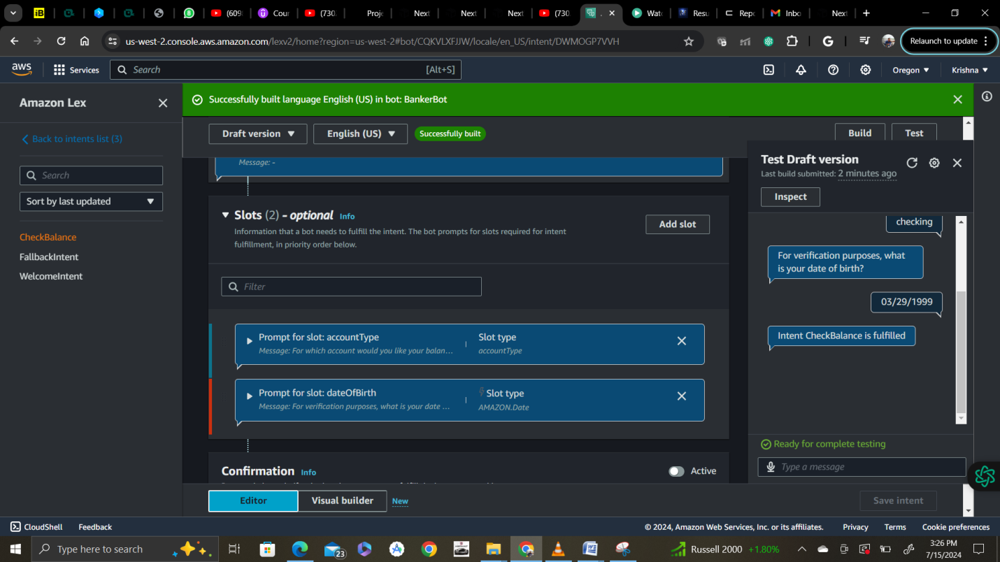 iB
(609
Cour
(730.
Proje
Next
Next
Next
(730.
.
Wato
Resu
Repo
Inbo
Next
us-west-2.console.aws.amazon.com/lexv2/home?region=us-west-2#bot/CQKVLXFJJW/locale/en_US/intent/DWMOGP7VVH
G
Relaunch to update
aws
Services
Search
[Alt+S]
Oregon
Krishna
Amazon Lex
Successfully built language English (US) in bot: BankerBot
Back to intents list (3)
Draft version
English (US)
Successfully built
Build
Test
Search
Sort by last updated
CheckBalance
FallbackIntent
WelcomeIntent
Message: -
Slots (2) - optional Info
Information that a bot needs to fulfill the intent. The bot prompts for slots required for intent
fulfillment, in priority order below.
Add slot
Filter
Prompt for slot: accountType
Message: For which account would you like your balan...
Slot type
accountType
Prompt for slot: dateOfBirth
Message: For verification purposes, what is your date ...
Slot type
AMAZON.Date
Confirmation Info
Active
Editor
Visual builder
New
Save intent
Test Draft version
Last build submitted: 2 minutes ago
Inspect
checking
For verification purposes, what
is your date of birth?
03/29/1999
Intent CheckBalance is fulfilled
Ready for complete testing
Type a message
CloudShell
Feedback
© 2024, Amazon Web Services, Inc. or its affiliates.
Privacy
Terms
Cookie preferences
Type here to search
23
Russell 2000 +1.80%
3:26 PM
7/15/2024